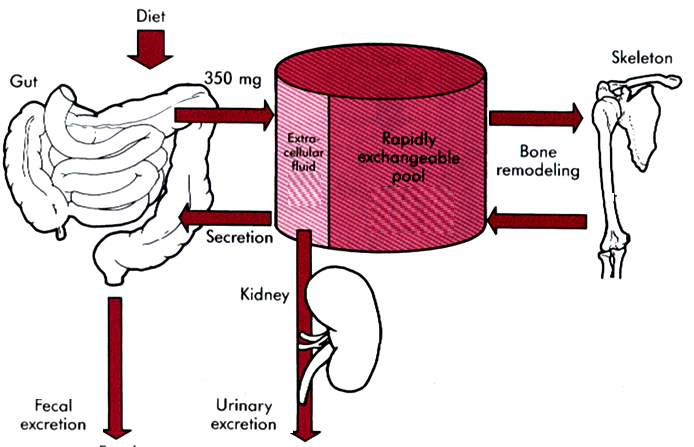 Diet
Gut
350 mg
Skeleton
Extra-
cellular
fluid
Rapidly
exchangeable
pool
Bone
remodeling
Secretion
Kidney
Fecal
excretion
Urinary
excretion